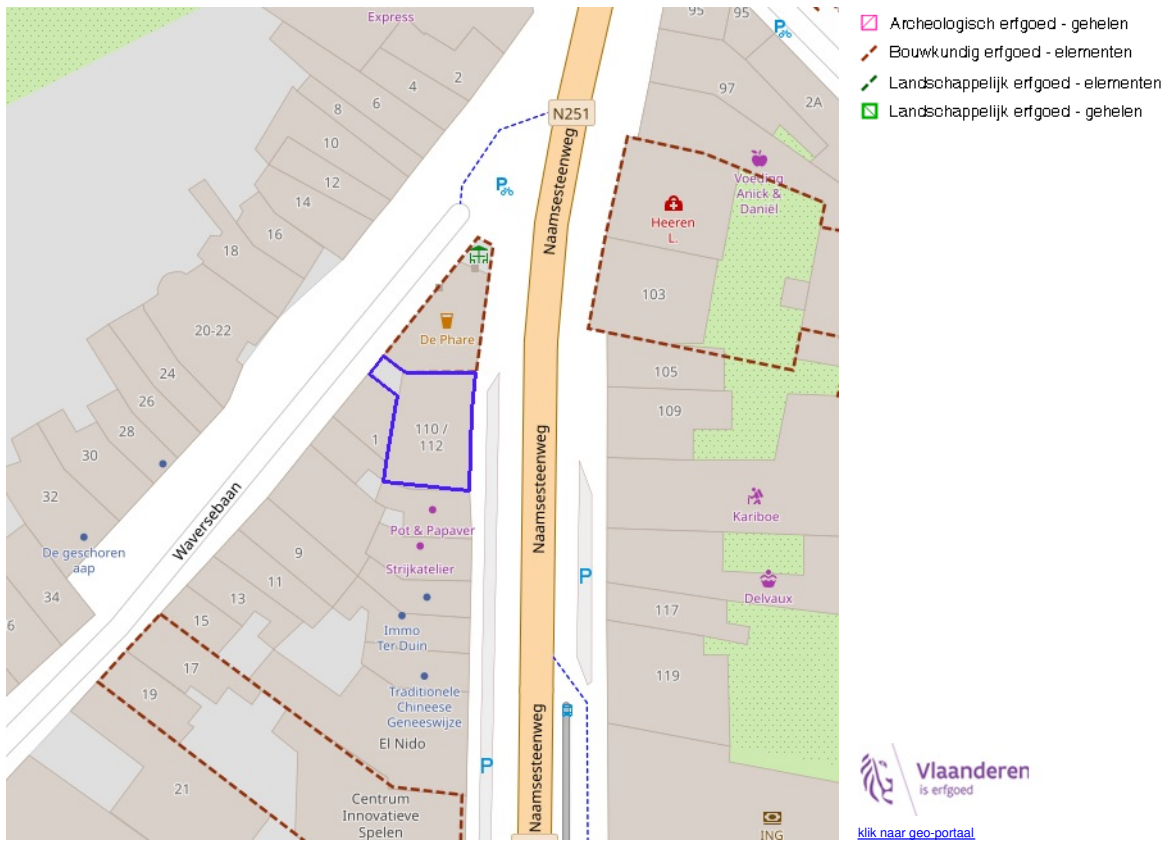 Express
95
95
2
4
6
8
10
12
14
16
18
20-22
24
26
28
30
32
34
6
De geschoren
aap
N251
Naamsesteenweg
97
2A
Voeding
Anick &
Daniël
Heeren
L.
103
De Phare
105
109
110 /
112
1
Pot & Papaver
Strijkatelier
Naamsesteenweg
Kariboe
Delvaux
117
119
Waversebaan
9
11
13
15
17
19
21
Immo
Ter Duin
Traditionele
Chineese
Geneeswijze
El Nido
Centrum
Innovatieve
Spelen
Naamsesteenweg
P
P
P
P
ING
Archeologisch erfgoed - gehelen
Bouwkundig erfgoed - elementen
Landschappelijk erfgoed - elementen
Landschappelijk erfgoed - gehelen
Vlaanderen
is erfgoed
klik naar geo-portaal